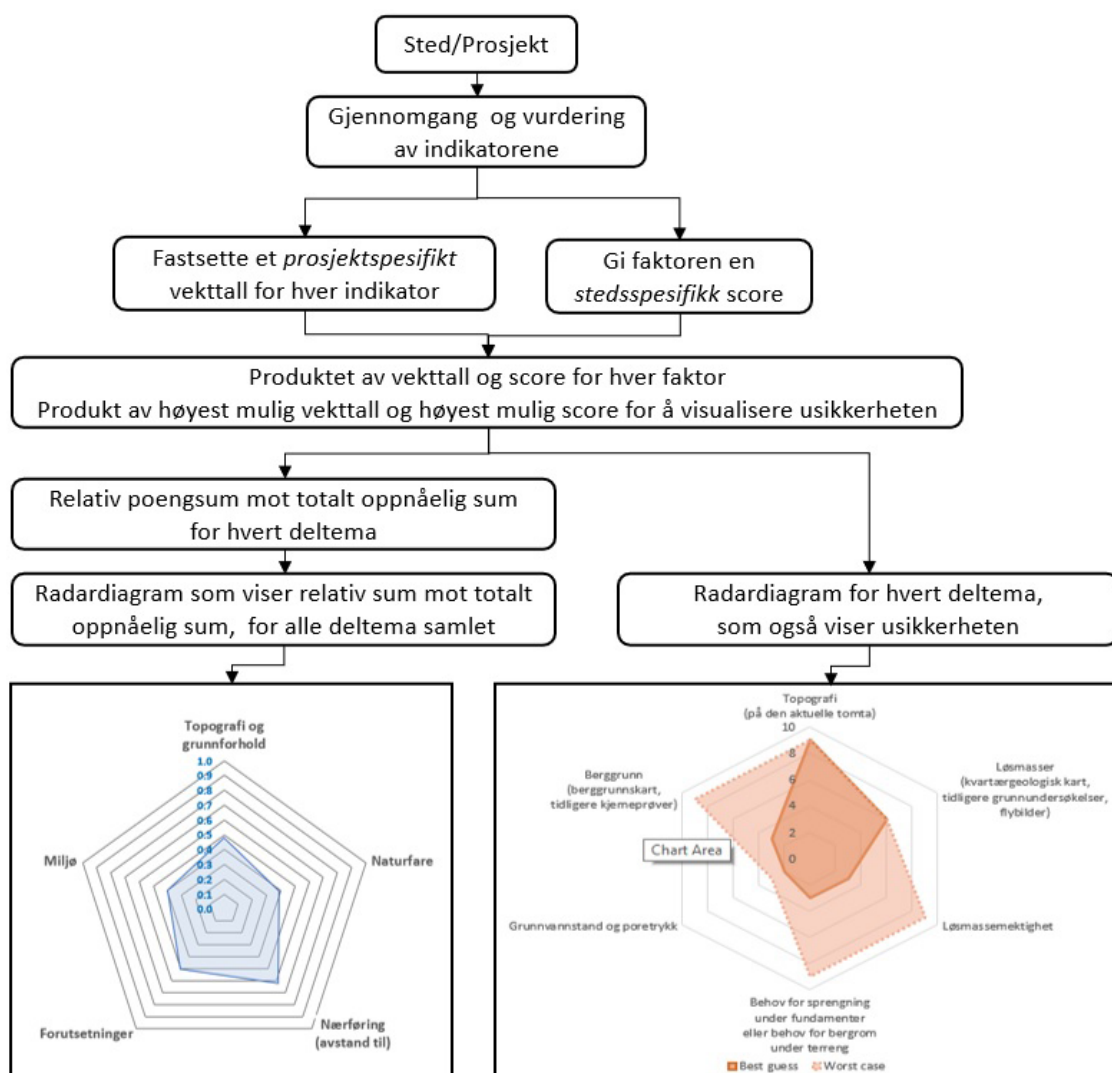 Sted/Prosjekt
Gjennomgang og vurdering
av indikatorene
Fastsette et prosjektspesifikt
vekttall for hver indikator
Gi faktoren en
stedsspesifikk score
Produktet av vekttall og score for hver faktor
Produkt av høyest mulig vekttall og høyest mulig score for å visualisere usikkerheten
Relativ poengsum mot totalt oppnåelig sum
for hvert deltema
Radardiagram som viser relativ sum mot totalt
oppnåelig sum, for alle deltema samlet
Radardiagram for hvert deltema,
som også viser usikkerheten
Topografi og
grunnforhold
1.0
0.9
0.8
0.7
0.6
0.5
0.4
0.3
0.2
0.1
0.0
Miljø
Naturfare
Forutsetninger
Nærføring
(avstand til)
Topografi
(på den aktuelle tomta)
10
8
6
4
2
0
Berggrunn
(berggrunnskart,
tidligere kjemeprøver)
Løsmasser
(kvartærgeologisk kart,
tidligere grunnundersøkelser,
flybilder)
Chart Area
Grunnvannstand og poretrykk
Løsmassemektighet
Behov for sprengning
under fundamenter
eller behov for bergrom
under terreng
Best guess Worst case